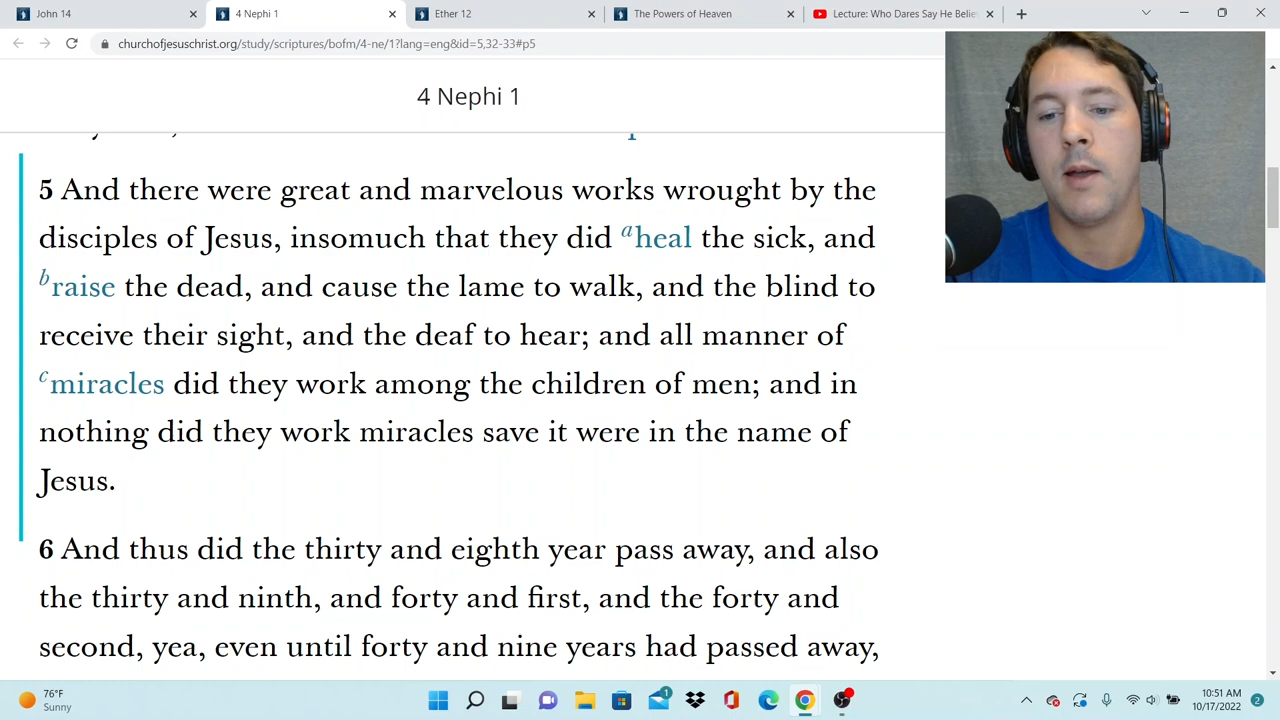 John 14
4 Nephi 1
Ether 12
The Powers of Heaven
Lecture: Who Dares Say He Belie
churchofjesuschrist.org/study/scriptures/bofm/4-ne/1?lang=eng&id=5,32-33#p5
4 Nephi 1
5 And there were great and marvelous works wrought by the
disciples of Jesus, insomuch that they did a heal the sick, and
b raise the dead, and cause the lame to walk, and the blind to
receive their sight, and the deaf to hear; and all manner of
c miracles did they work among the children of men; and in
nothing did they work miracles save it were in the name of
Jesus.
6 And thus did the thirty and eighth year pass away, and also
the thirty and ninth, and forty and first, and the forty and
second, yea, even until forty and nine years had passed away,
76°F
Sunny
1
10:51 AM
10/17/2022
2